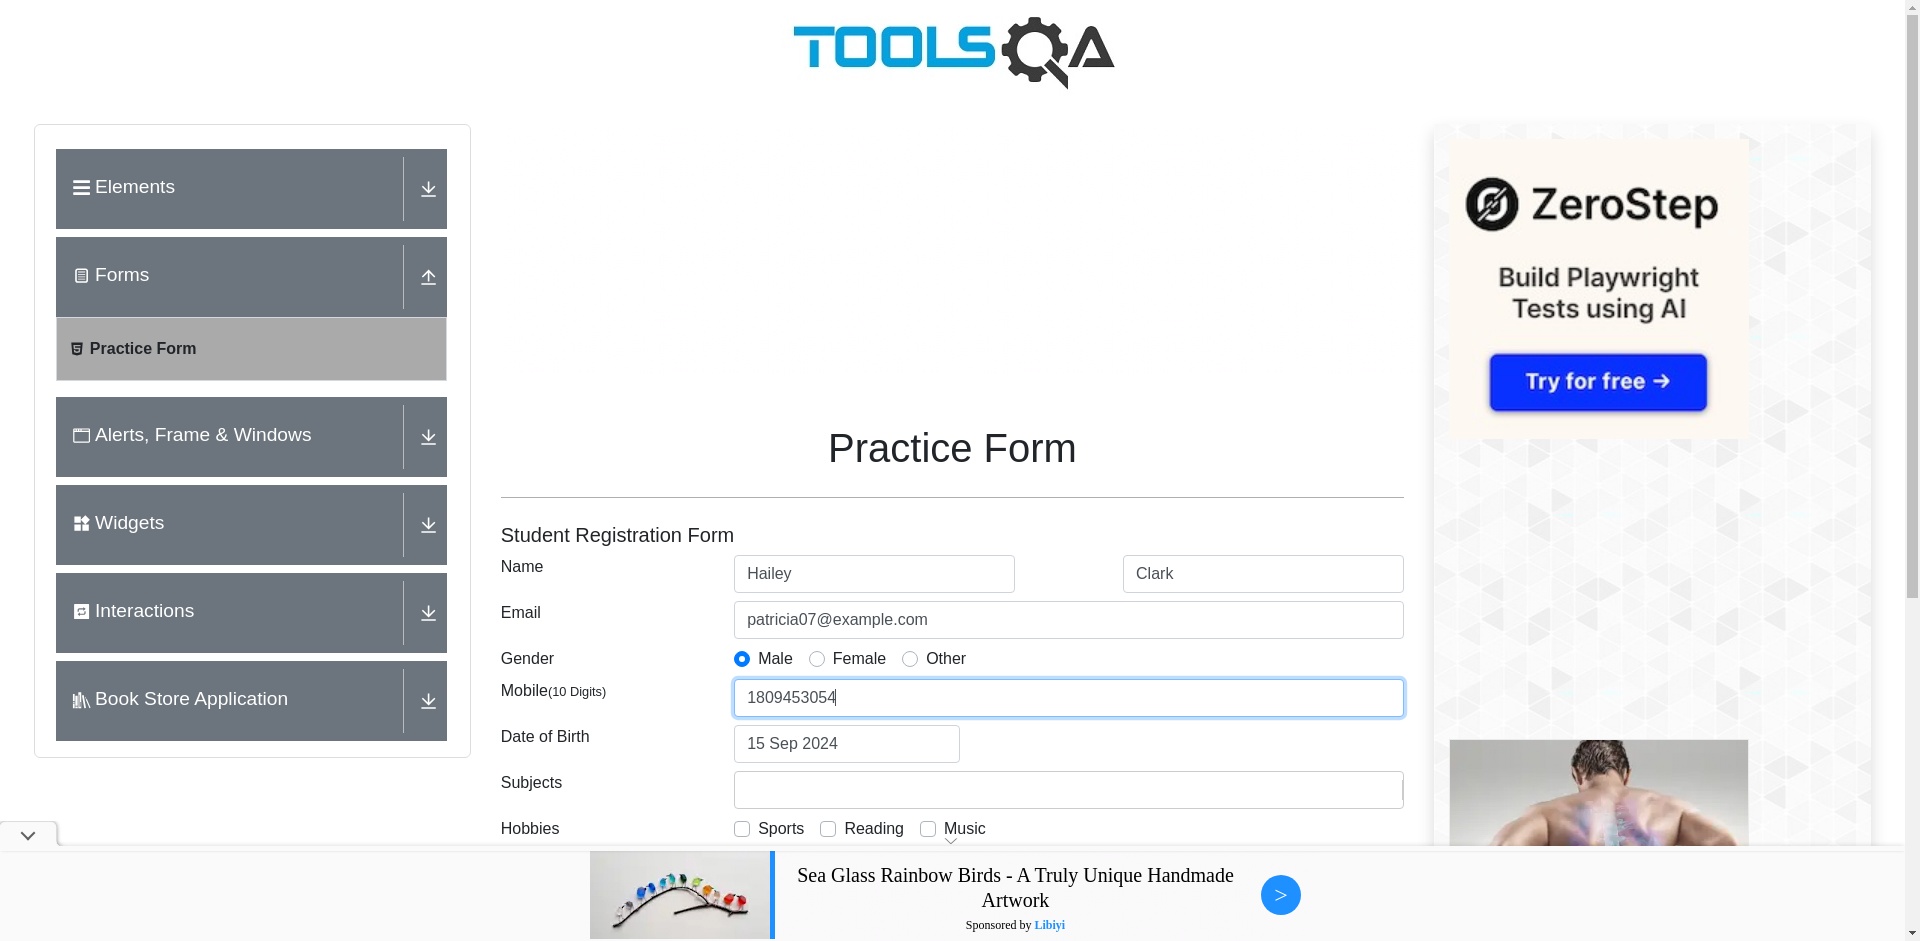 TOOLSQA
Elements
Forms
Practice Form
Alerts, Frame & Windows
Widgets
Interactions
Book Store Application
Practice Form
Student Registration Form
Name
Hailey
Clark
Email
patricia07@example.com
Gender
Male
Female
Other
Mobile(10 Digits)
1809453054
Date of Birth
15 Sep 2024
Subjects
Hobbies
Sports
Reading
Music
ZeroStep
Build Playwright
Tests using AI
Try for free →
Sea Glass Rainbow Birds - A Truly Unique Handmade
Artwork
Sponsored by Libiyi
>